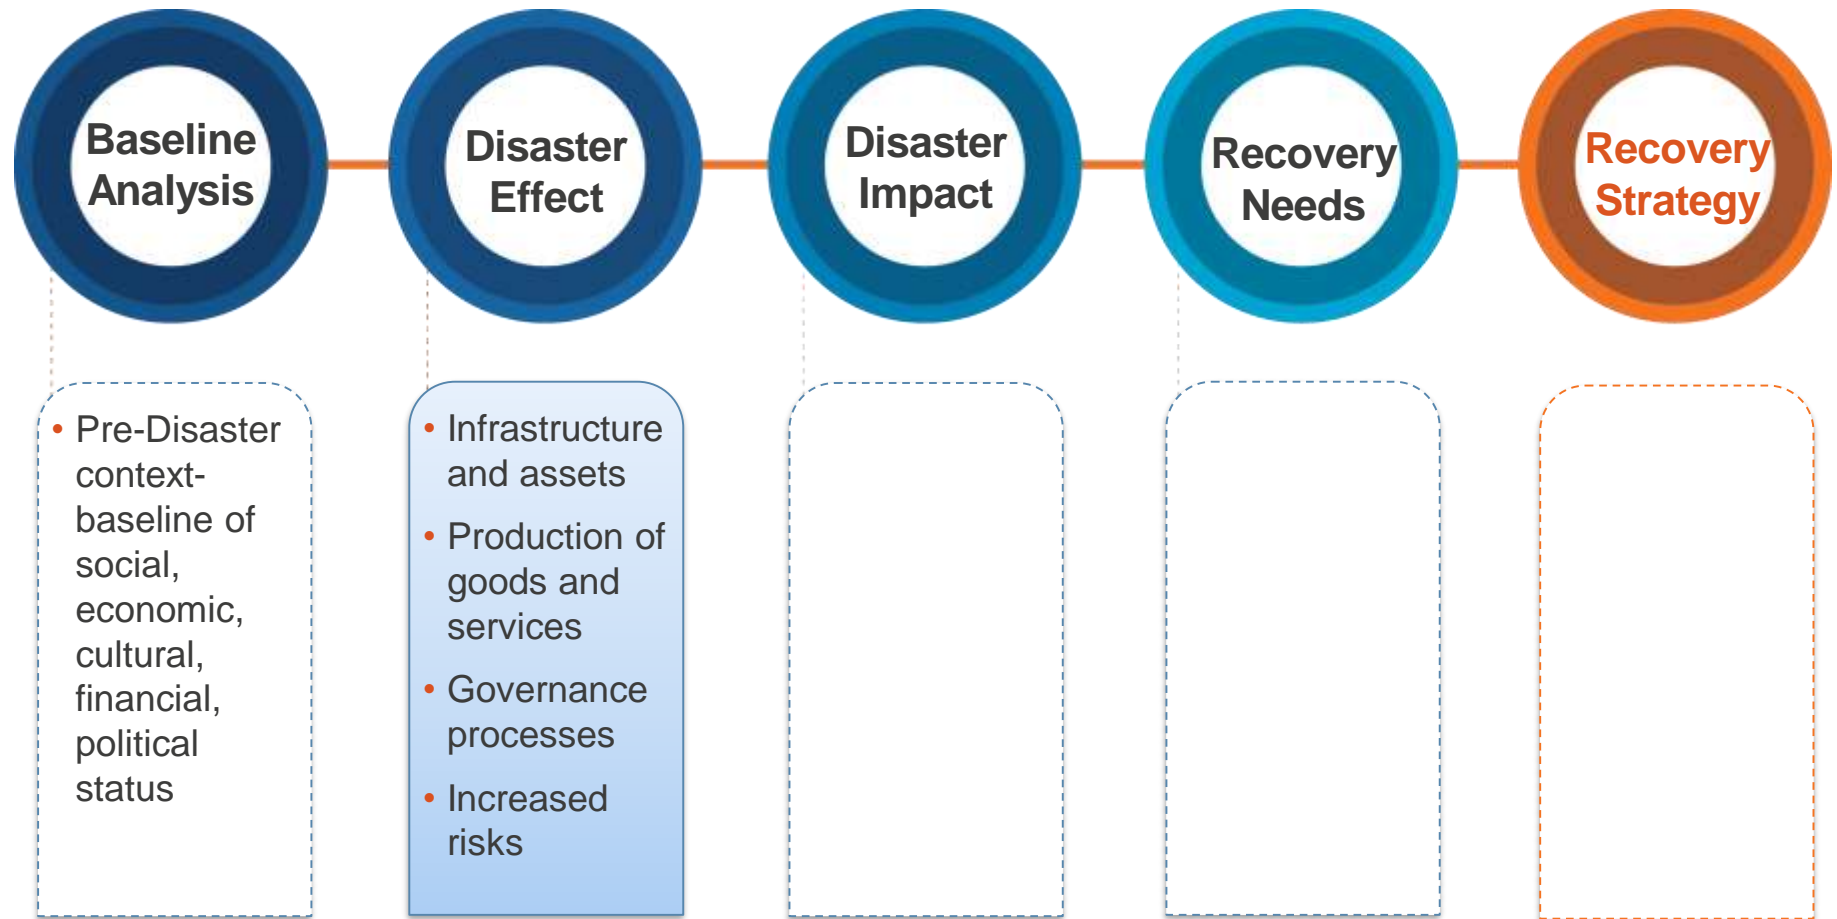 Baseline
Analysis
Disaster
Effect
Disaster
Impact
Recovery
Needs
Recovery
Strategy
• Pre-Disaster
context-
baseline of
social,
economic,
cultural,
financial,
political
status
• Infrastructure
and assets
• Production of
goods and
services
• Governance
processes
• Increased
risks